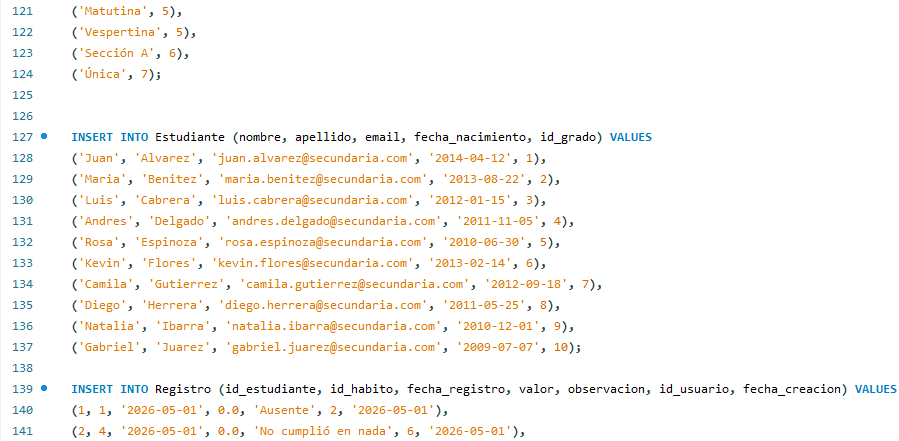 121 ('Matutina', 5),
122 ('Vespertina', 5),
123 ('Sección A', 6),
124 ('Única', 7);
125
126
127 INSERT INTO Estudiante (nombre, apellido, email, fecha_nacimiento, id_grado) VALUES
128 ('Juan', 'Alvarez', 'juan.alvarez@secundaria.com', '2014-04-12', 1),
129 ('Maria', 'Benitez', 'maria.benitez@secundaria.com', '2013-08-22', 2),
130 ('Luis', 'Cabrera', 'luis.cabrera@secundaria.com', '2012-01-15', 3),
131 ('Andres', 'Delgado', 'andres.delgado@secundaria.com', '2011-11-05', 4),
132 ('Rosa', 'Espinoza', 'rosa.espinoza@secundaria.com', '2010-06-30', 5),
133 ('Kevin', 'Flores', 'kevin.flores@secundaria.com', '2013-02-14', 6),
134 ('Camila', 'Gutierrez', 'camila.gutierrez@secundaria.com', '2012-09-18', 7),
135 ('Diego', 'Herrera', 'diego.herrera@secundaria.com', '2011-05-25', 8),
136 ('Natalia', 'Ibarra', 'natalia.ibarra@secundaria.com', '2010-12-01', 9),
137 ('Gabriel', 'Juarez', 'gabriel.juarez@secundaria.com', '2009-07-07', 10);
138
139 INSERT INTO Registro (id_estudiante, id_habito, fecha_registro, valor, observacion, id_usuario, fecha_creacion) VALUES
140 (1, 1, '2026-05-01', 0.0, 'Ausente', 2, '2026-05-01'),
141 (2, 4, '2026-05-01', 0.0, 'No cumplió en nada', 6, '2026-05-01'),